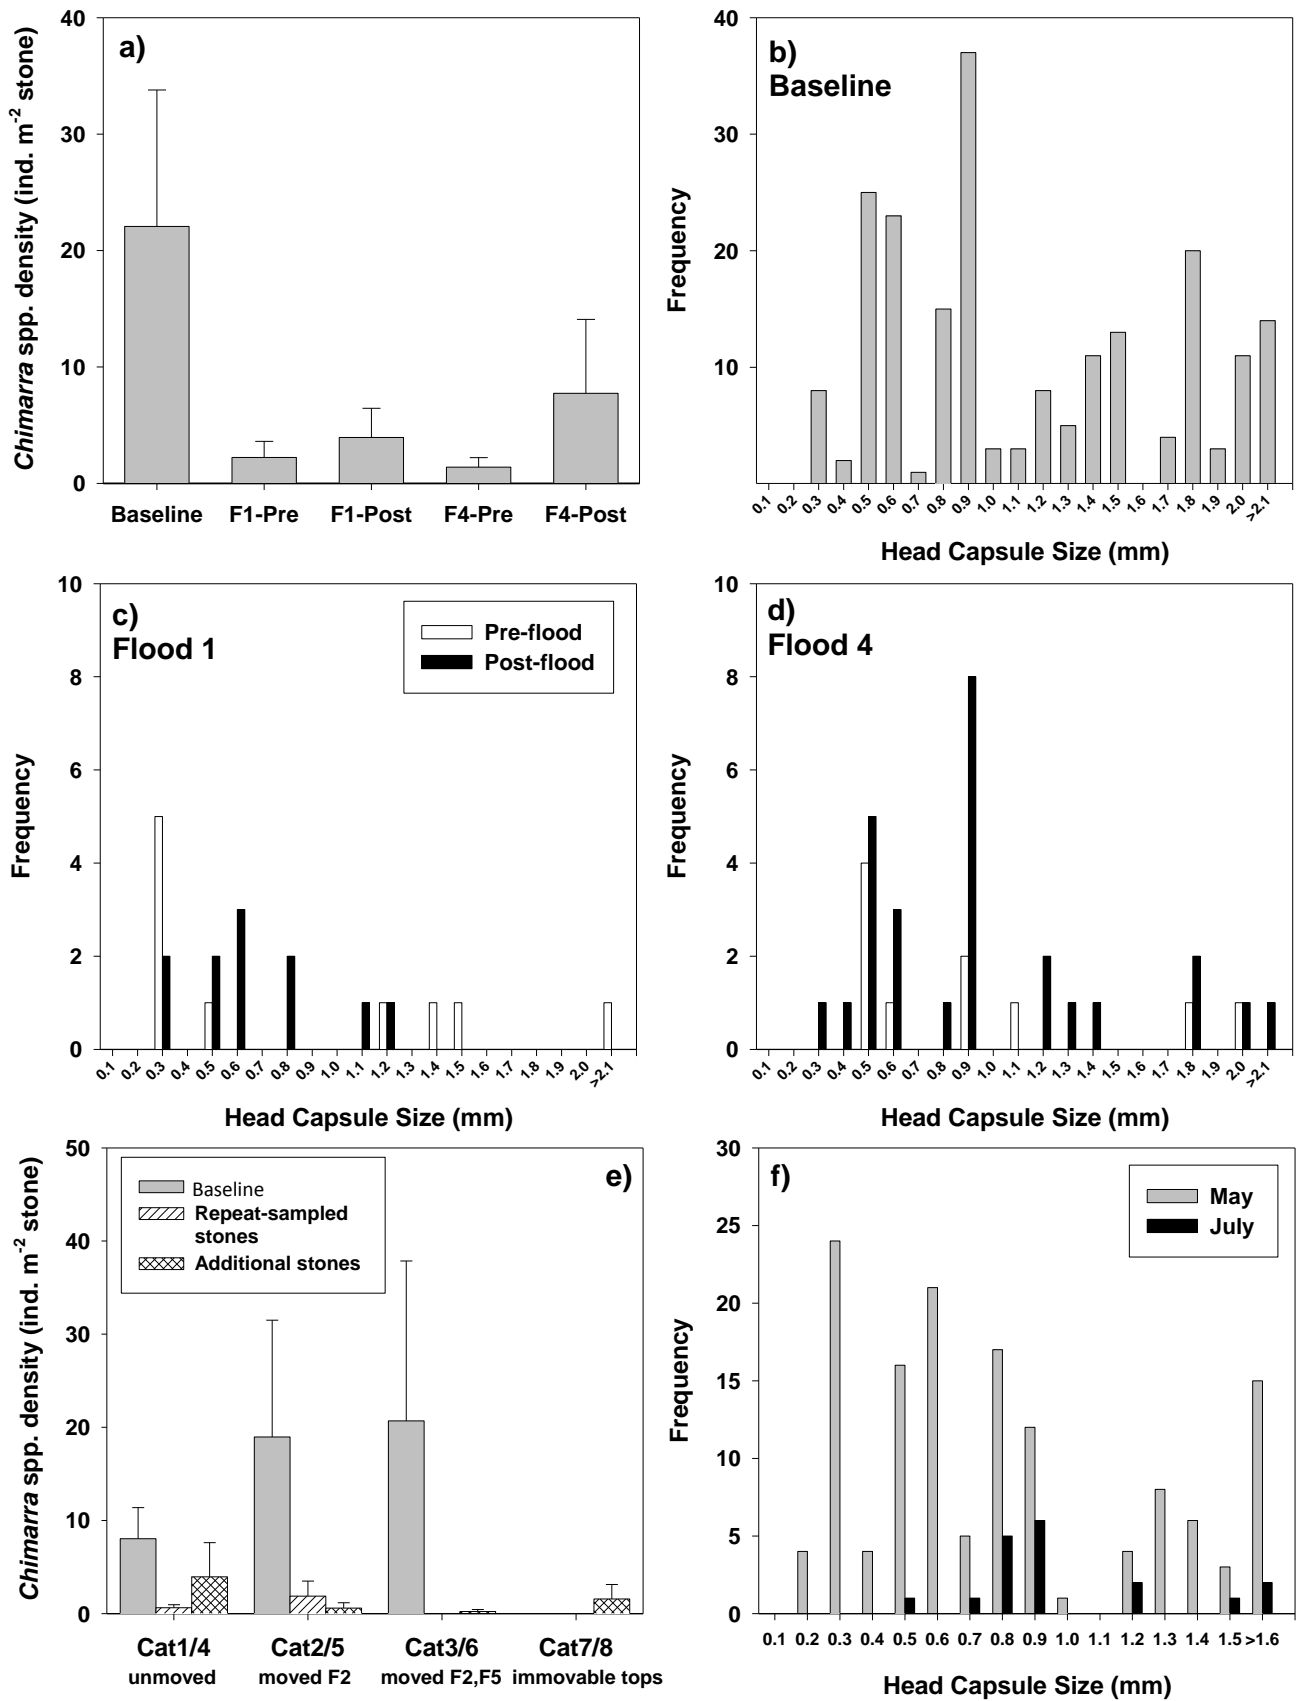 a)
Chimarra spp. density (ind. m-2 stone)
40
30
20
10
0
Baseline F1-Pre F1-Post F4-Pre F4-Post
b)
Baseline
Frequency
40
30
20
10
0.1 0.2 0.3 0.4 0.5 0.6 0.7 0.8 0.9 1.0 1.1 1.2 1.3 1.4 1.5 1.6 1.7 1.8 1.9 2.0 >2.1
Head Capsule Size (mm)
c)
Flood 1
Pre-flood
Post-flood
Frequency
10
8
6
4
2
0
0.1 0.2 0.3 0.4 0.5 0.6 0.7 0.8 0.9 1.0 1.1 1.2 1.3 1.4 1.5 1.6 1.7 1.8 1.9 2.0 >2.1
Head Capsule Size (mm)
d)
Flood 4
Frequency
10
8
6
4
2
0
0.1 0.2 0.3 0.4 0.5 0.6 0.7 0.8 0.9 1.0 1.1 1.2 1.3 1.4 1.5 1.6 1.7 1.8 1.9 2.0 >2.1
Head Capsule Size (mm)
e)
Baseline
Repeat-sampled
stones
Additional stones
Chimarra spp. density (ind. m-2 stone)
50
40
30
20
10
0
Cat1/4 Cat2/5 Cat3/6 Cat7/8
unmoved moved F2 moved F2,F5 immovable tops
f)
May
July
Frequency
30
25
20
15
10
5
0
0.1 0.2 0.3 0.4 0.5 0.6 0.7 0.8 0.9 1.0 1.1 1.2 1.3 1.4 1.5 >1.6
Head Capsule Size (mm)